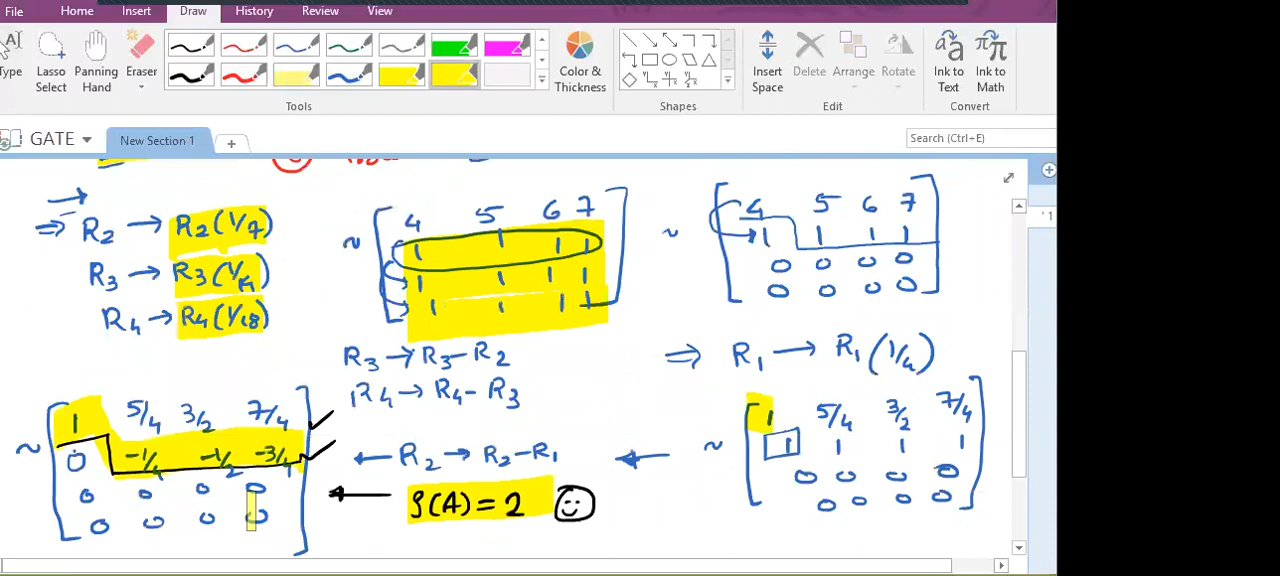 File Home Insert Draw History Review View
Type Lasso Select Panning Hand Eraser Color & Thickness Insert Space Delete Arrange Rotate Ink to Text Ink to Math
Tools Shapes Edit Convert
GATE New Section 1 + Search (Ctrl+E)
⇒ R2 → R2(1/7)
R3 → R3(1/14)
R4 → R4(1/18)
~ [4 5 6 7
1 1 1 1
1 1 1 1
1 1 1 1]
R3 → R3 - R2
R4 → R4 - R3
~ [4 5 6 7
1 1 1 1
0 0 0 0
0 0 0 0]
⇒ R1 → R1(1/4)
~ [1 5/4 3/2 7/4
1 1 1 1
0 0 0 0
0 0 0 0]
← R2 → R2 - R1 ←
~ [1 5/4 3/2 7/4
0 -1/4 -1/2 -3/4
0 0 0 0
0 0 0 0]
← ρ(A) = 2